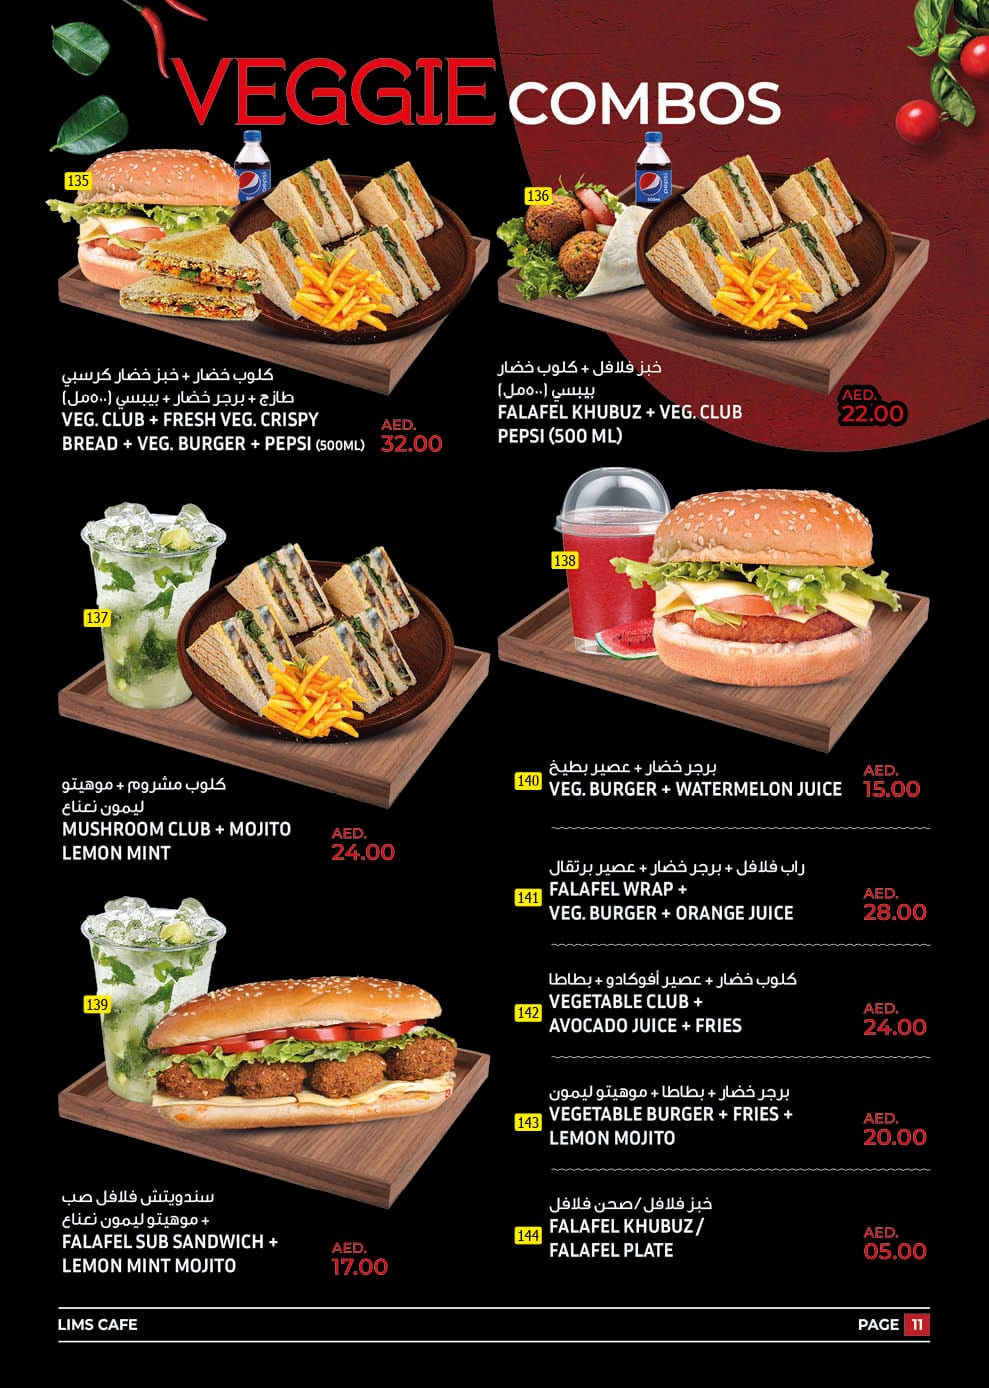 VEGGIE COMBOS
135
pepsi
500ml
كلوب خضار + خبز خضار كرسبي
طازج + برجر خضار + بيبسي (٥٠٠مل)
VEG. CLUB + FRESH VEG. CRISPY
BREAD + VEG. BURGER + PEPSI (500ML)
AED.
32.00
136
pepsi
500ml
خبز فلافل + كلوب خضار
بيبسي (٥٠٠مل)
FALAFEL KHUBUZ + VEG. CLUB
PEPSI (500 ML)
AED.
22.00
137
كلوب مشروم + موهيتو
ليمون نعناع
MUSHROOM CLUB + MOJITO
LEMON MINT
AED.
24.00
138
140
برجر خضار + عصير بطيخ
VEG. BURGER + WATERMELON JUICE
AED.
15.00
141
راب فلافل + برجر خضار + عصير برتقال
FALAFEL WRAP +
VEG. BURGER + ORANGE JUICE
AED.
28.00
142
كلوب خضار + عصير أفوكادو + بطاطا
VEGETABLE CLUB +
AVOCADO JUICE + FRIES
AED.
24.00
143
برجر خضار + بطاطا + موهيتو ليمون
VEGETABLE BURGER + FRIES +
LEMON MOJITO
AED.
20.00
144
خبز فلافل/صحن فلافل
FALAFEL KHUBUZ/
FALAFEL PLATE
AED.
05.00
139
سندويتش فلافل صب
+ موهيتو ليمون نعناع
FALAFEL SUB SANDWICH +
LEMON MINT MOJITO
AED.
17.00
LIMS CAFE
PAGE 11